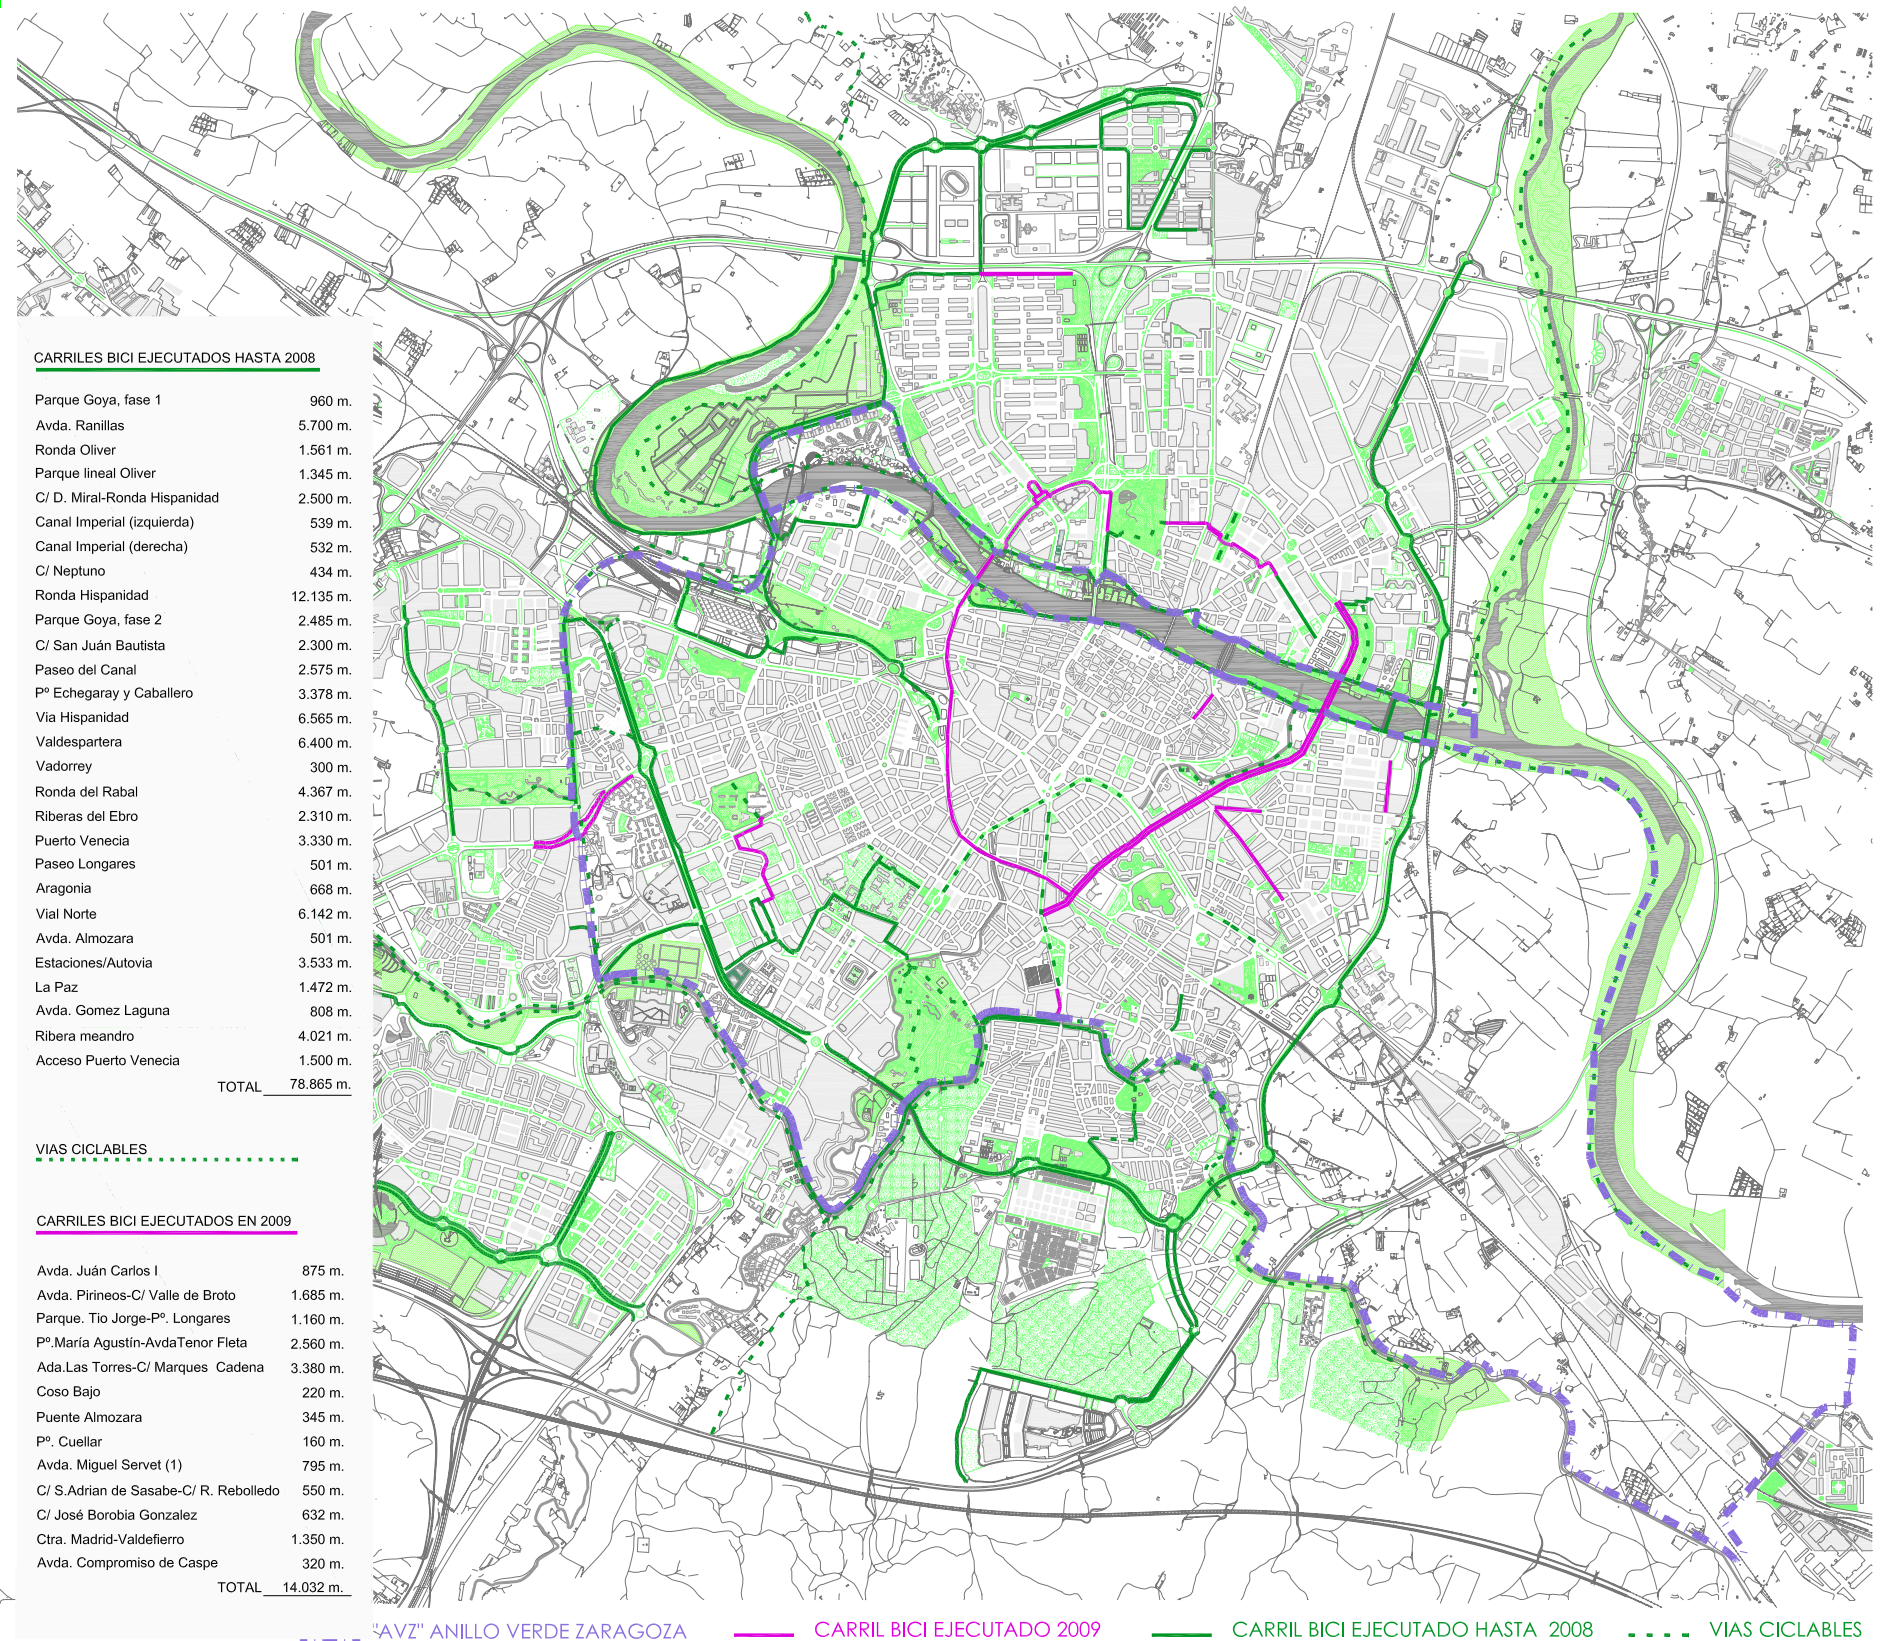 CARRILES BICI EJECUTADOS HASTA 2008
Parque Goya, fase 1 960 m.
Avda. Ranillas 5.700 m.
Ronda Oliver 1.561 m.
Parque lineal Oliver 1.345 m.
C/ D. Miral-Ronda Hispanidad 2.500 m.
Canal Imperial (izquierda) 539 m.
Canal Imperial (derecha) 532 m.
C/ Neptuno 434 m.
Ronda Hispanidad 12.135 m.
Parque Goya, fase 2 2.485 m.
C/ San Juán Bautista 2.300 m.
Paseo del Canal 2.575 m.
Pº Echegaray y Caballero 3.378 m.
Via Hispanidad 6.565 m.
Valdespartera 6.400 m.
Vadorrey 300 m.
Ronda del Rabal 4.367 m.
Riberas del Ebro 2.310 m.
Puerto Venecia 3.330 m.
Paseo Longares 501 m.
Aragonia 668 m.
Vial Norte 6.142 m.
Avda. Almozara 501 m.
Estaciones/Autovia 3.533 m.
La Paz 1.472 m.
Avda. Gomez Laguna 808 m.
Ribera meandro 4.021 m.
Acceso Puerto Venecia 1.500 m.
TOTAL 78.865 m.
VIAS CICLABLES
CARRILES BICI EJECUTADOS EN 2009
Avda. Juán Carlos I 875 m.
Avda. Pirineos-C/ Valle de Broto 1.685 m.
Parque. Tio Jorge-Pº. Longares 1.160 m.
Pº.María Agustín-AvdaTenor Fleta 2.560 m.
Ada.Las Torres-C/ Marques Cadena 3.380 m.
Coso Bajo 220 m.
Puente Almozara 345 m.
Pº. Cuellar 160 m.
Avda. Miguel Servet (1) 795 m.
C/ S.Adrian de Sasabe-C/ R. Rebolledo 550 m.
C/ José Borobia Gonzalez 632 m.
Ctra. Madrid-Valdefierro 1.350 m.
Avda. Compromiso de Caspe 320 m.
TOTAL 14.032 m.
"AVZ" ANILLO VERDE ZARAGOZA CARRIL BICI EJECUTADO 2009 CARRIL BICI EJECUTADO HASTA 2008 VIAS CICLABLES